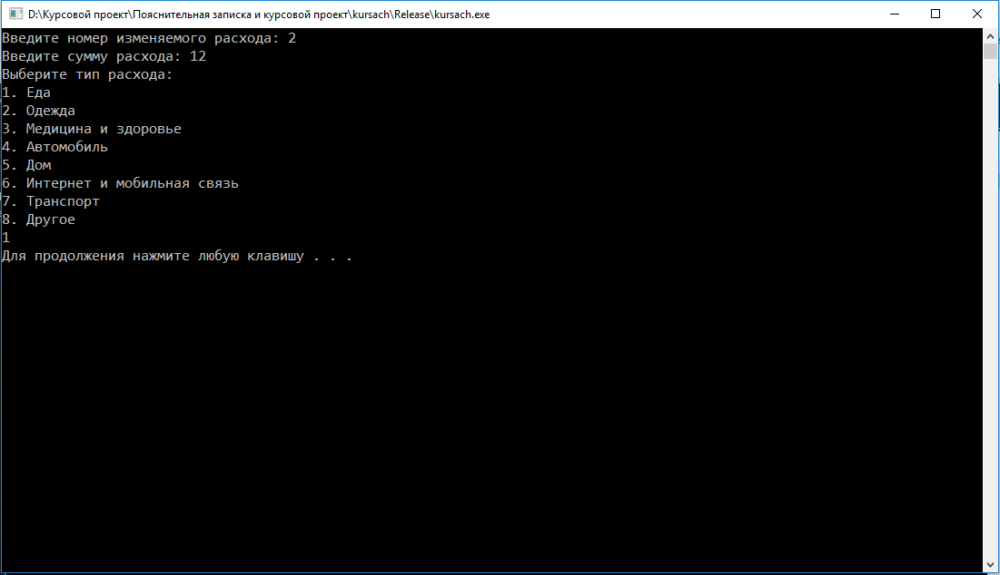 D:\Курсовой проект\Пояснительная записка и курсовой проект\kursach\Release\kursach.exe
Введите номер изменяемого расхода: 2
Введите сумму расхода: 12
Выберите тип расхода:
1. Еда
2. Одежда
3. Медицина и здоровье
4. Автомобиль
5. Дом
6. Интернет и мобильная связь
7. Транспорт
8. Другое
1
Для продолжения нажмите любую клавишу . . .